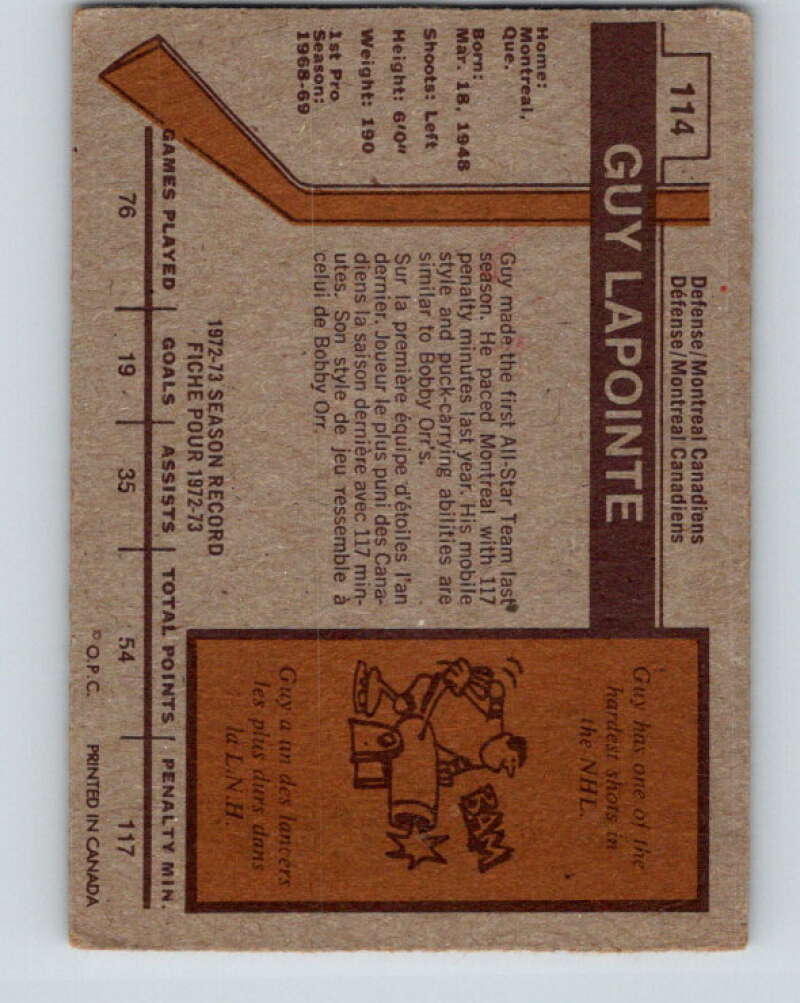 114
GUY LAPOINTE
Defense/Montreal Canadiens
Défense/Montreal Canadiens
Home:
Montreal,
Que.
Born:
Mar. 18, 1948
Shoots: Left
Height: 6'0"
Weight: 190
1st Pro
Season:
1968-69
Guy made the first All-Star Team last
season. He paced Montreal with 117
penalty minutes last year. His mobile
style and puck-carrying abilities are
similar to Bobby Orr's.
Sur la première équipe d'étoiles l'an
dernier. Joueur le plus puni des Cana-
diens la saison dernière avec 117 min-
utes. Son style de jeu ressemble à
celui de Bobby Orr.
Guy has one of the
hardest shots in
the NHL.
BAM
Guy a un des lancers
les plus durs dans
la L.N.H.
1972-73 SEASON RECORD
FICHE POUR 1972-73
GAMES PLAYED | GOALS | ASSISTS | TOTAL POINTS | PENALTY MIN.
76 19 35 54 117
© O.P.C. PRINTED IN CANADA